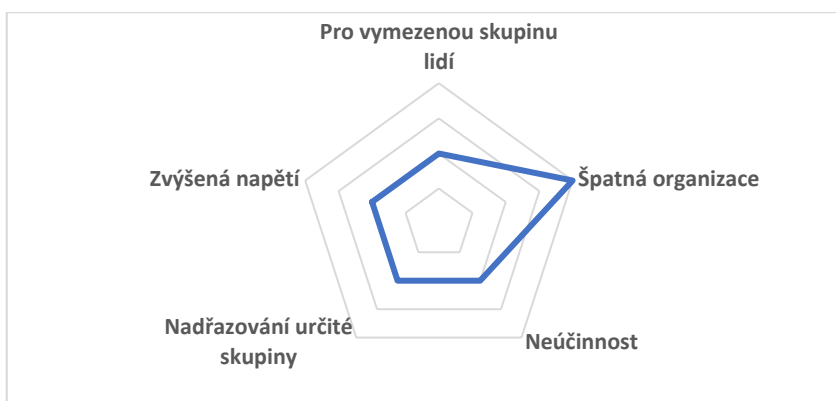 Pro vymezenou skupinu
lidí
Zvýšená napětí
Špatná organizace
Nadřazování určité
skupiny
Neúčinnost